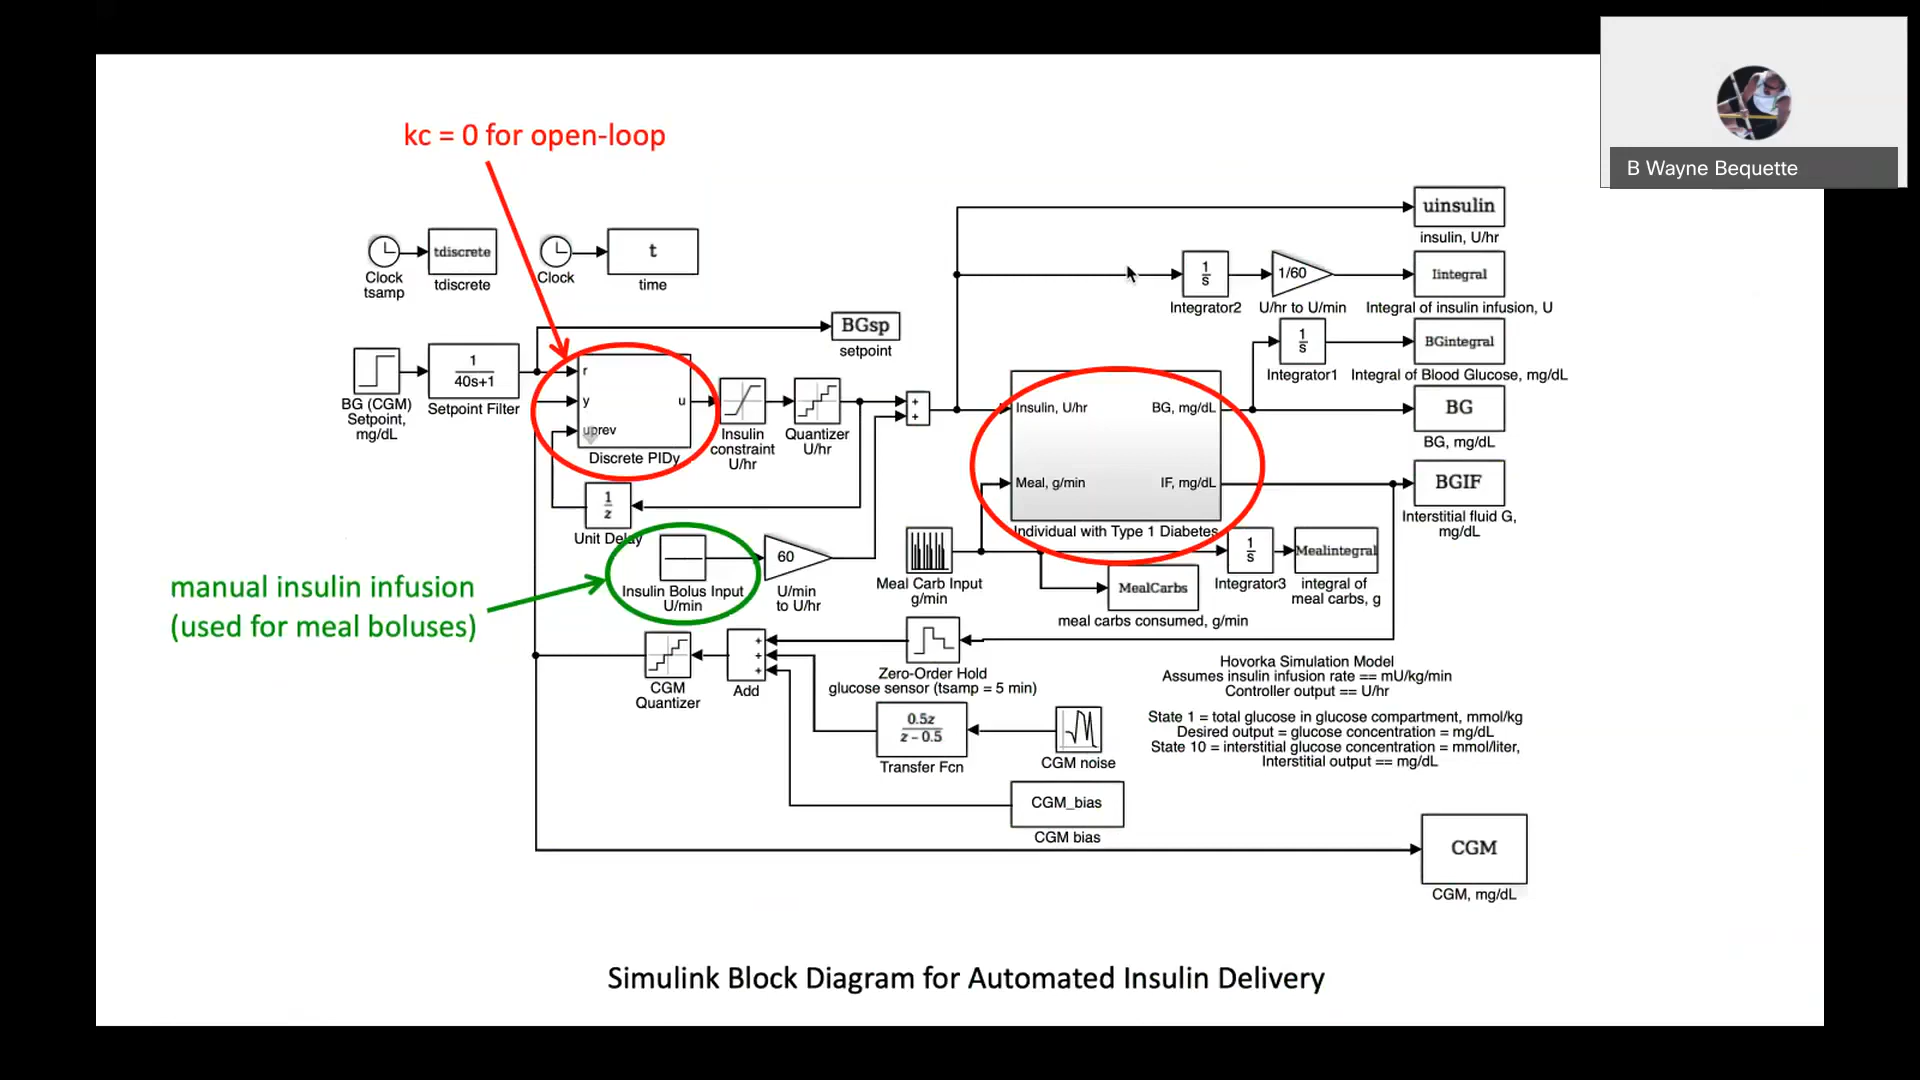 B Wayne Bequette
kc = 0 for open-loop
Clock
tsamp
tdiscrete
tdiscrete
Clock
t
time
uinsulin
insulin, U/hr
1
s
Integrator2
1/60
U/hr to U/min
Iintegral
Integral of insulin infusion, U
BGsp
setpoint
1
s
Integrator1
BGintegral
Integral of Blood Glucose, mg/dL
BG (CGM)
Setpoint,
mg/dL
1
40s+1
Setpoint Filter
r
y
uprev
u
Discrete PIDy
Insulin
constraint
U/hr
Quantizer
U/hr
+
+
Insulin, U/hr
Meal, g/min
BG, mg/dL
IF, mg/dL
Individual with Type 1 Diabetes
BG
BG, mg/dL
BGIF
Interstitial fluid G,
mg/dL
1
z
Unit Delay
manual insulin infusion
(used for meal boluses)
Insulin Bolus Input
U/min
60
U/min
to U/hr
Meal Carb Input
g/min
MealCarbs
meal carbs consumed, g/min
1
s
Integrator3
Mealintegral
integral of
meal carbs, g
CGM
Quantizer
+
+
+
Add
Zero-Order Hold
glucose sensor (tsamp = 5 min)
0.5z
z – 0.5
Transfer Fcn
CGM noise
CGM_bias
CGM bias
Hovorka Simulation Model
Assumes insulin infusion rate == mU/kg/min
Controller output == U/hr
State 1 = total glucose in glucose compartment, mmol/kg
Desired output = glucose concentration = mg/dL
State 10 = interstitial glucose concentration = mmol/liter,
Interstitial output == mg/dL
CGM
CGM, mg/dL
Simulink Block Diagram for Automated Insulin Delivery